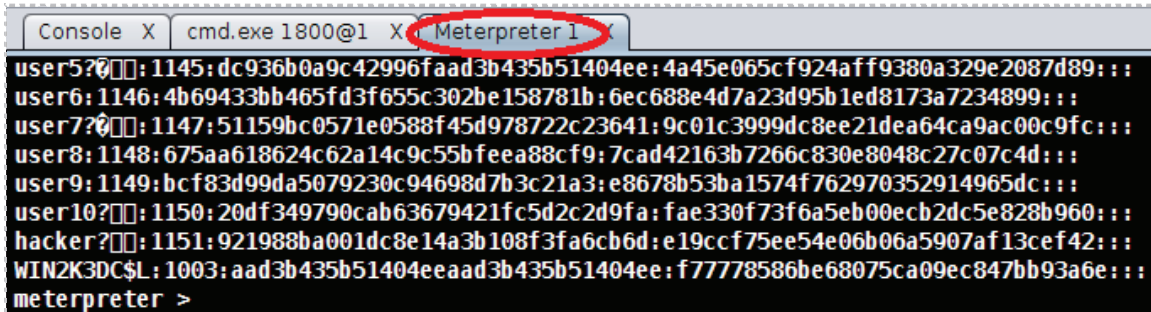 Console X cmd.exe 1800@1 X Meterpreter 1 X
user5?�▯▯:1145:dc936b0a9c42996faad3b435b51404ee:4a45e065cf924aff9380a329e2087d89:::
user6:1146:4b69433bb465fd3f655c302be158781b:6ec688e4d7a23d95b1ed8173a7234899:::
user7?�▯▯:1147:51159bc0571e0588f45d978722c23641:9c01c3999dc8ee21dea64ca9ac00c9fc:::
user8:1148:675aa618624c62a14c9c55bfeea88cf9:7cad42163b7266c830e8048c27c07c4d:::
user9:1149:bcf83d99da5079230c94698d7b3c21a3:e8678b53ba1574f762970352914965dc:::
user10?▯▯:1150:20df349790cab63679421fc5d2c2d9fa:fae330f73f6a5eb00ecb2dc5e828b960:::
hacker?▯▯:1151:921988ba001dc8e14a3b108f3fa6cb6d:e19ccf75ee54e06b06a5907af13cef42:::
WIN2K3DC$L:1003:aad3b435b51404eeaad3b435b51404ee:f77778586be68075ca09ec847bb93a6e:::
meterpreter >